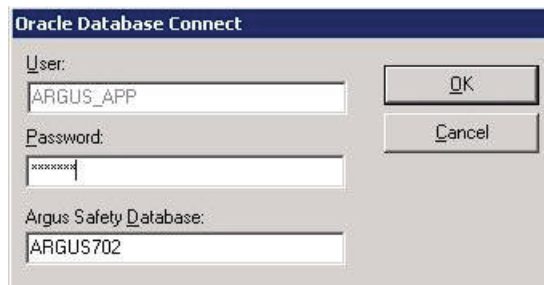 Oracle Database Connect
User:
ARGUS_APP
OK
Cancel
Password:
*******
Argus Safety Database:
ARGUS702